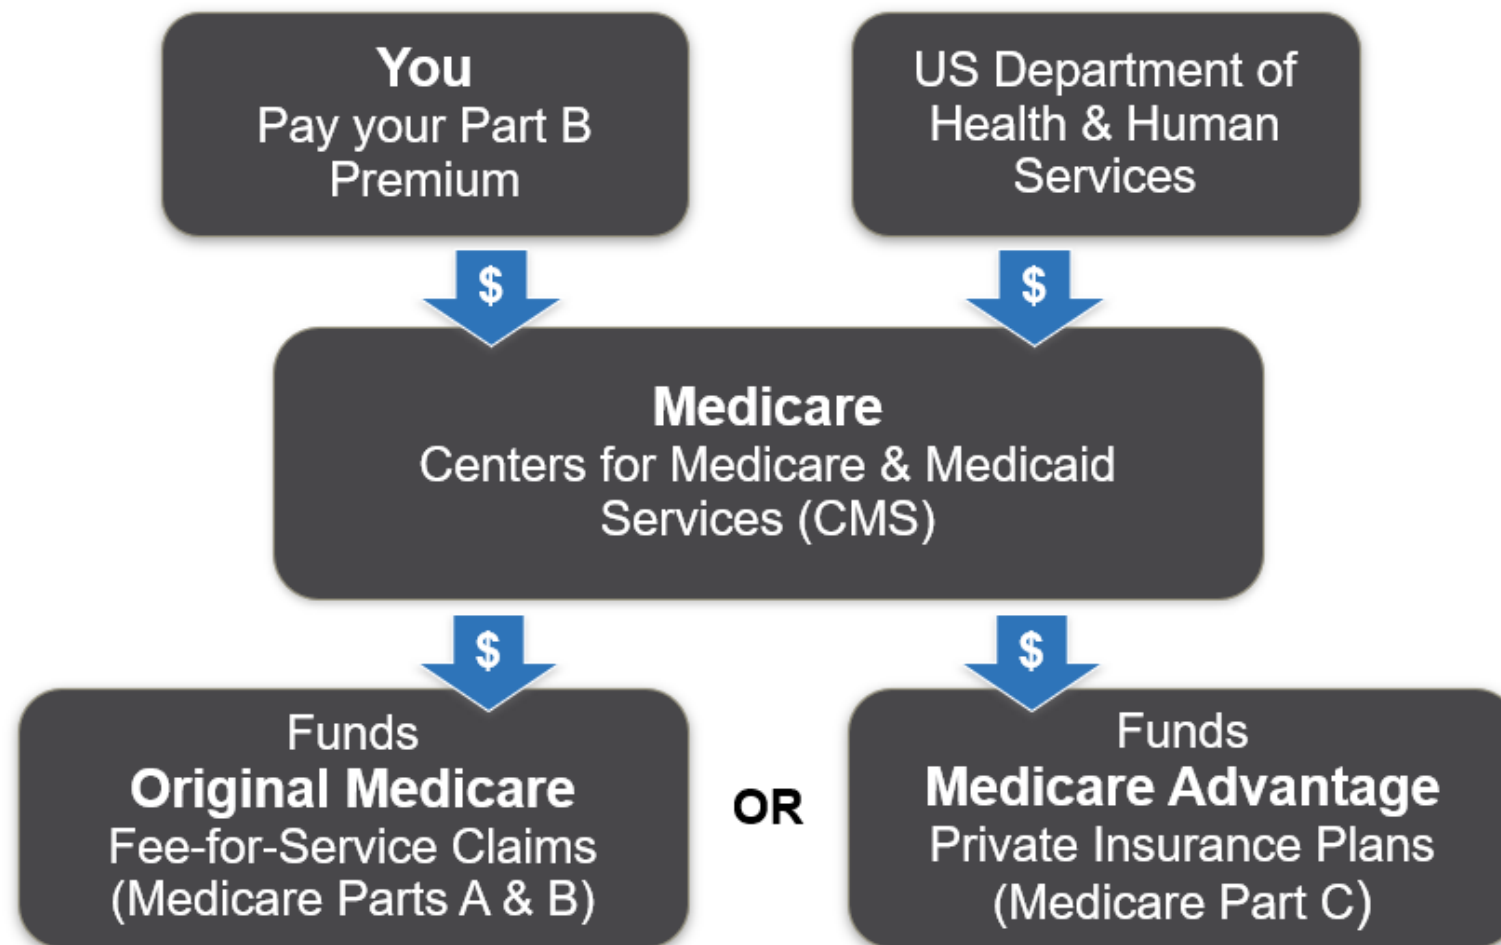 You
Pay your Part B
Premium
US Department of
Health & Human
Services
$
$
Medicare
Centers for Medicare & Medicaid
Services (CMS)
$
$
Funds
Original Medicare
Fee-for-Service Claims
(Medicare Parts A & B)
OR
Funds
Medicare Advantage
Private Insurance Plans
(Medicare Part C)